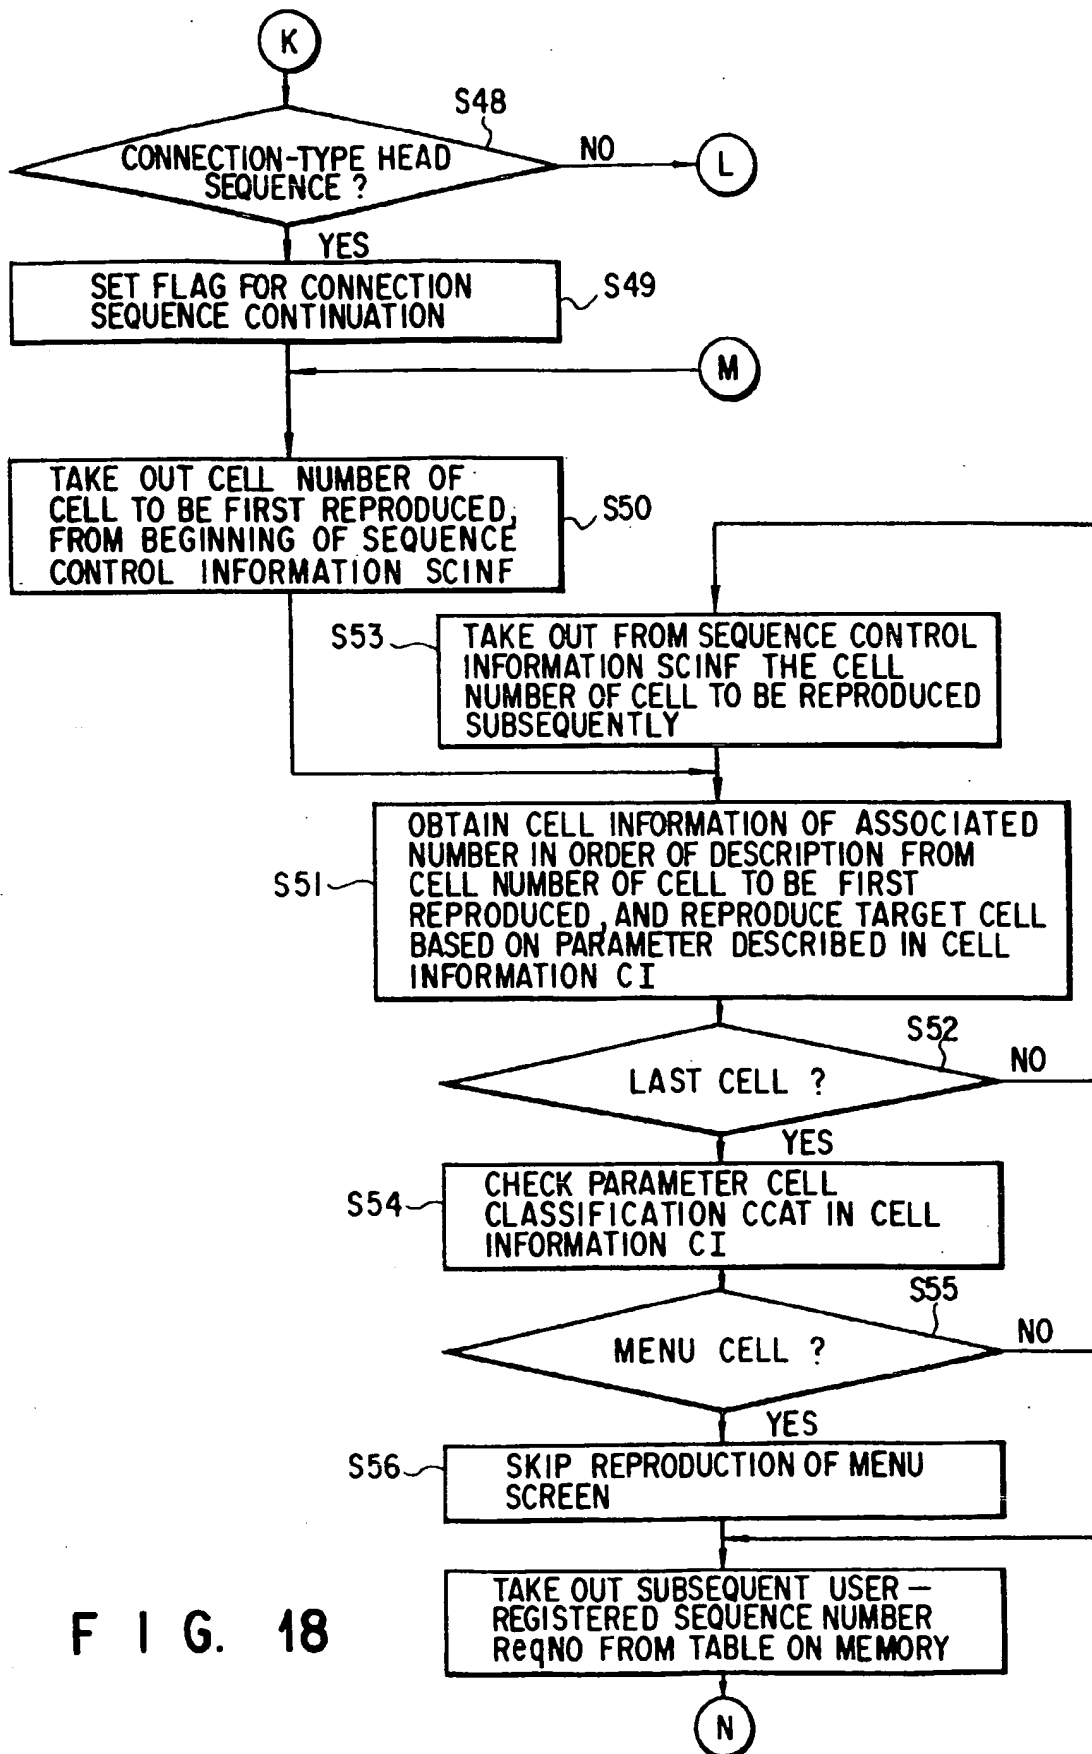 K
S48
CONNECTION-TYPE HEAD
SEQUENCE ?
NO
L
YES
SET FLAG FOR CONNECTION
SEQUENCE CONTINUATION
S49
M
TAKE OUT CELL NUMBER OF
CELL TO BE FIRST REPRODUCED,
FROM BEGINNING OF SEQUENCE
CONTROL INFORMATION SCINF
S50
S53
TAKE OUT FROM SEQUENCE CONTROL
INFORMATION SCINF THE CELL
NUMBER OF CELL TO BE REPRODUCED
SUBSEQUENTLY
S51
OBTAIN CELL INFORMATION OF ASSOCIATED
NUMBER IN ORDER OF DESCRIPTION FROM
CELL NUMBER OF CELL TO BE FIRST
REPRODUCED, AND REPRODUCE TARGET CELL
BASED ON PARAMETER DESCRIBED IN CELL
INFORMATION CI
S52
LAST CELL ?
NO
YES
S54
CHECK PARAMETER CELL
CLASSIFICATION CCAT IN CELL
INFORMATION CI
S55
MENU CELL ?
NO
YES
S56
SKIP REPRODUCTION OF MENU
SCREEN
TAKE OUT SUBSEQUENT USER-
REGISTERED SEQUENCE NUMBER
ReqNO FROM TABLE ON MEMORY
N
FIG. 18